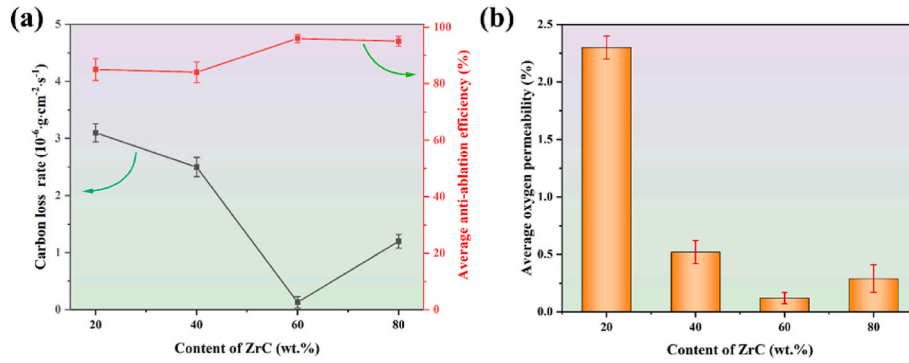 (a)
5
4
3
2
1
0
Carbon loss rate (10⁻⁶·g·cm⁻²·s⁻¹)
100
80
60
40
20
0
Average anti-ablation efficiency (%)
20 40 60 80
Content of ZrC (wt.%)
(b)
2.5
2.0
1.5
1.0
0.5
0.0
Average oxygen permeability (%)
20 40 60 80
Content of ZrC (wt.%)